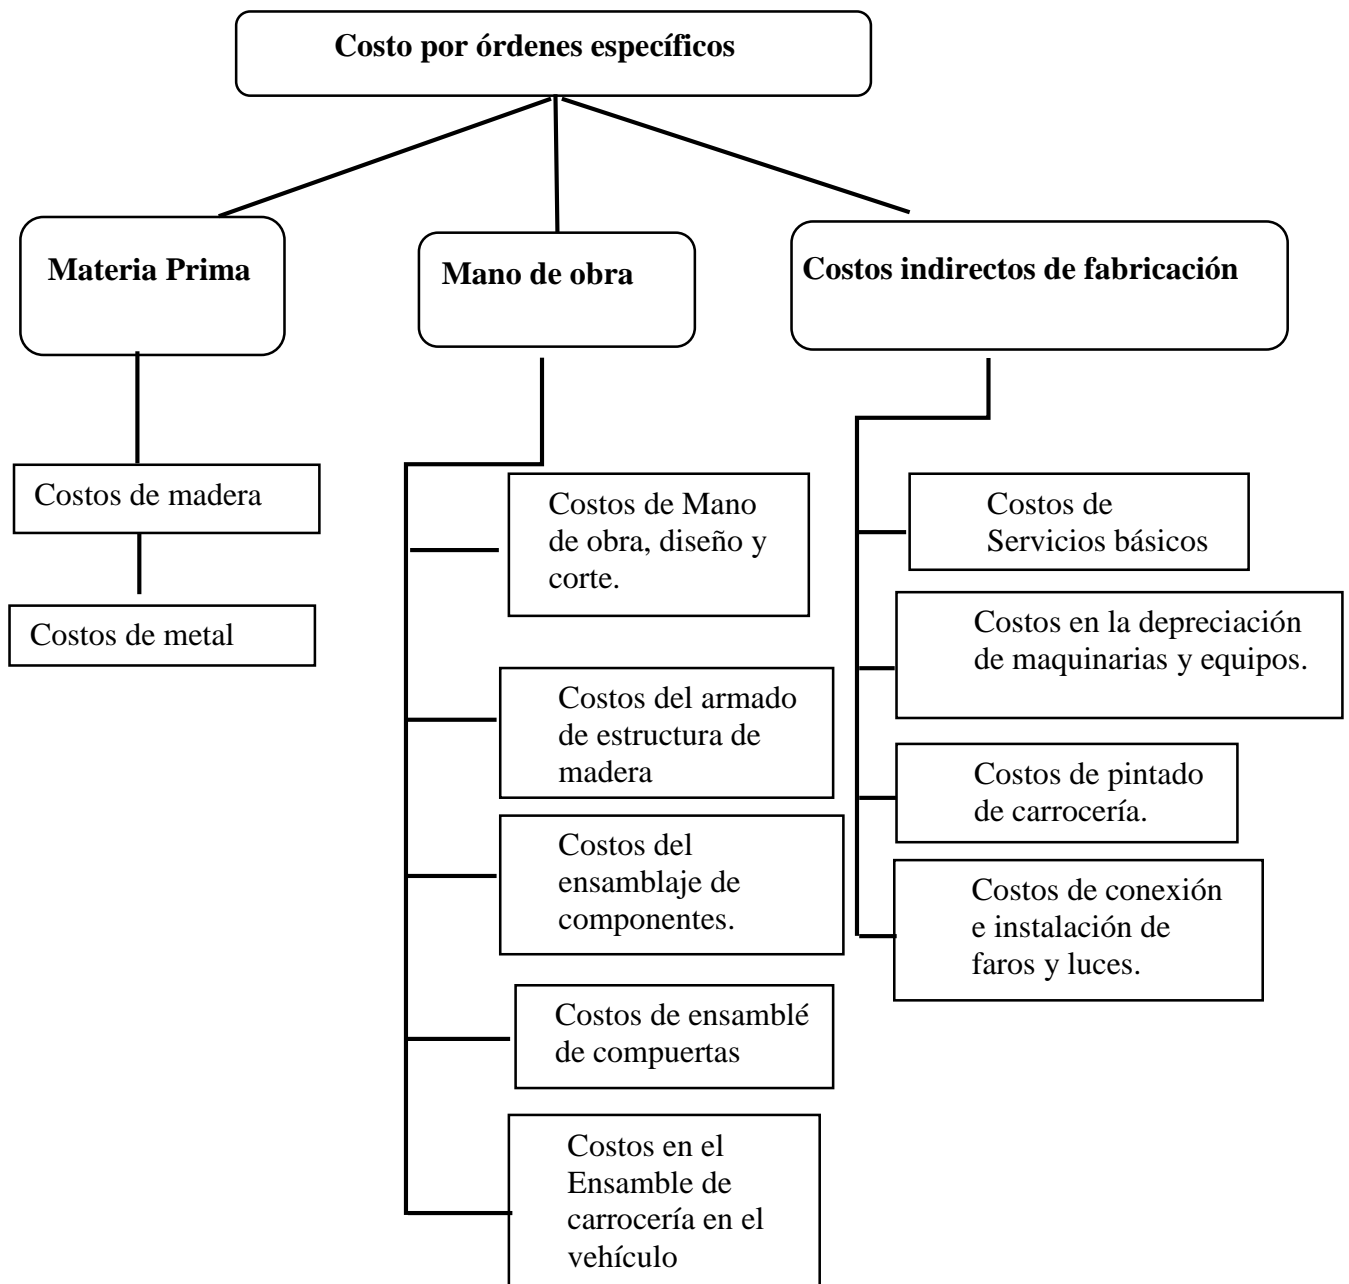 Costo por órdenes específicos
Materia Prima
Mano de obra
Costos indirectos de fabricación
Costos de madera
Costos de metal
Costos de Mano
de obra, diseño y
corte.
Costos del armado
de estructura de
madera
Costos del
ensamblaje de
componentes.
Costos de ensamblé
de compuertas
Costos en el
Ensamble de
carrocería en el
vehículo
Costos de
Servicios básicos
Costos en la depreciación
de maquinarias y equipos.
Costos de pintado
de carrocería.
Costos de conexión
e instalación de
faros y luces.